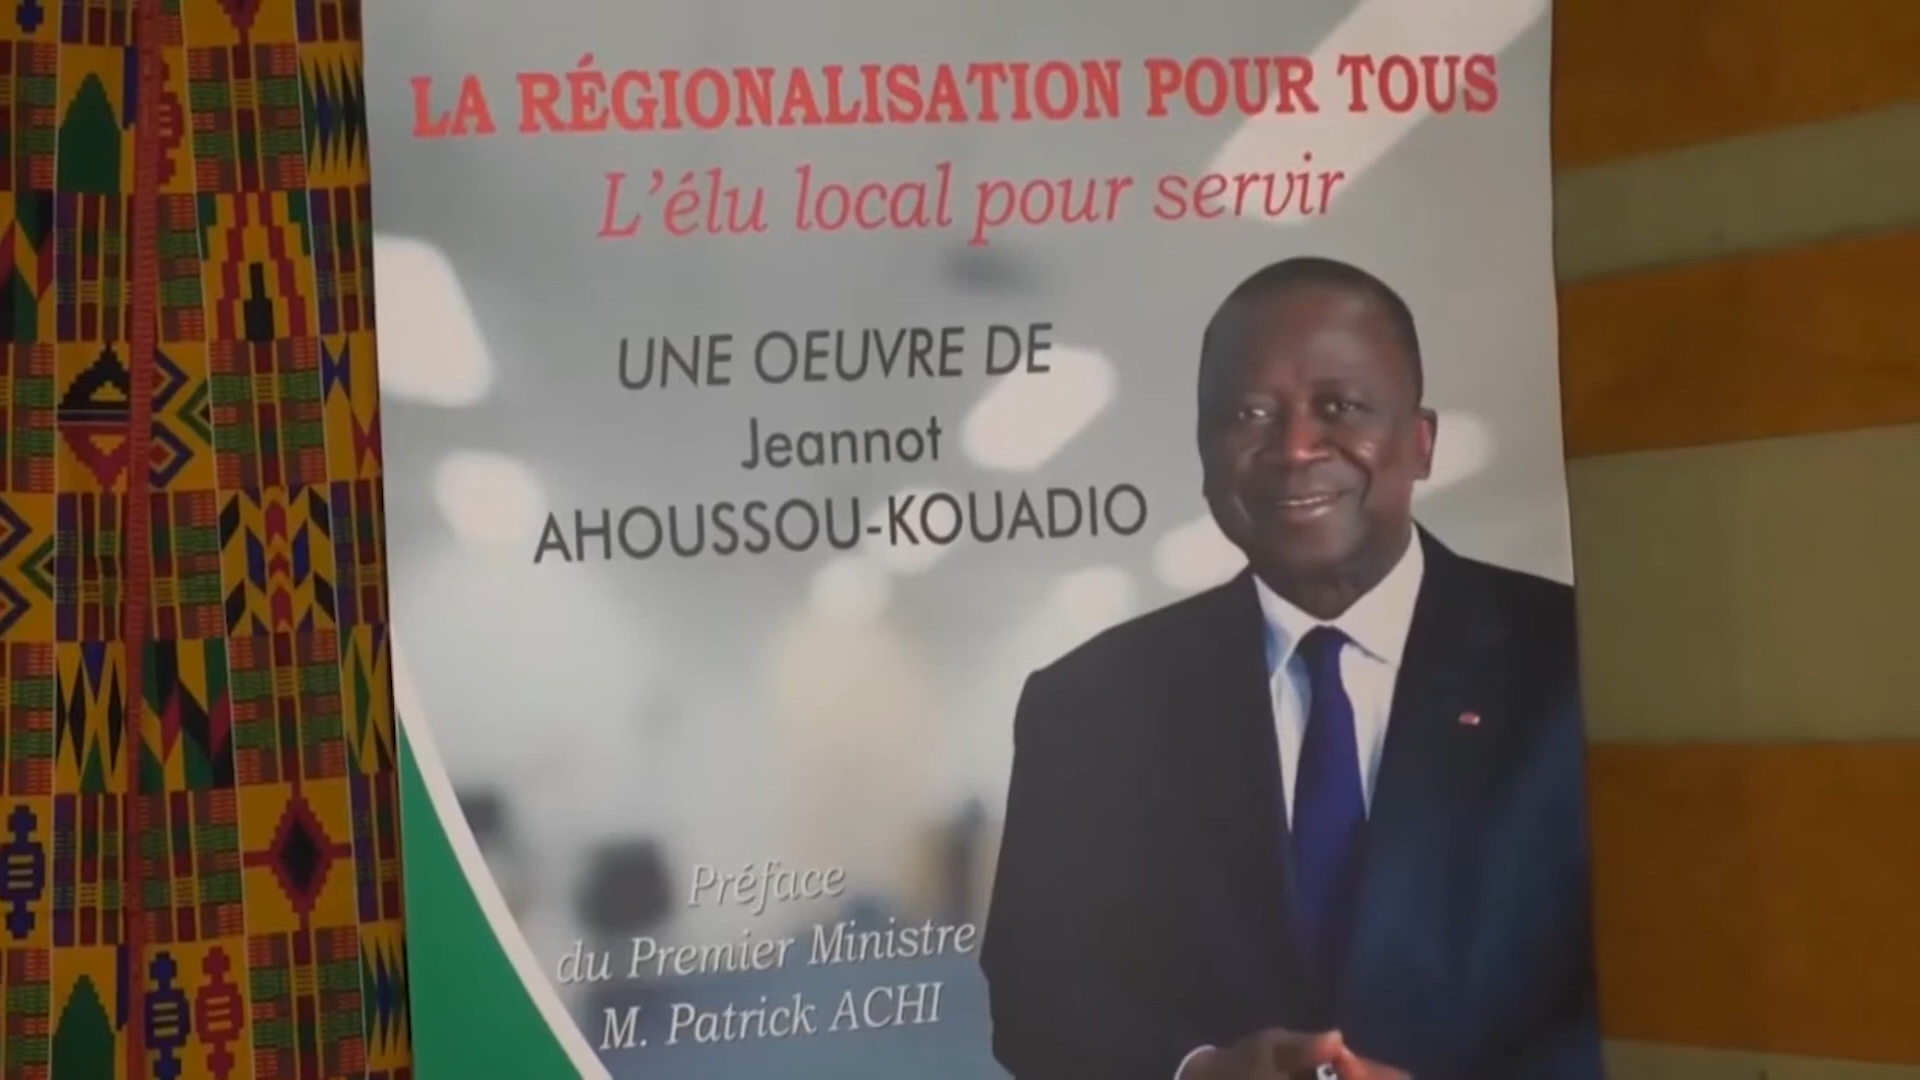 LA RÉGIONALISATION POUR TOUS
L'élu local pour servir
UNE OEUVRE DE
Jeannot
AHOUSSOU-KOUADIO
Préface
du Premier Ministre
M. Patrick ACHI